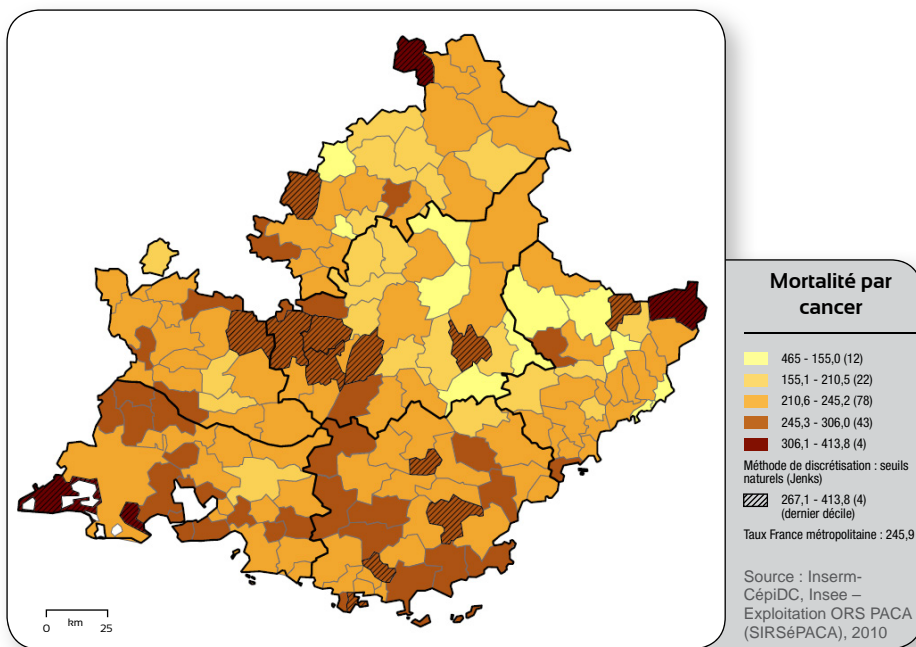 Mortalité par
cancer
465 - 155,0 (12)
155,1 - 210,5 (22)
210,6 - 245,2 (78)
245,3 - 306,0 (43)
306,1 - 413,8 (4)
Méthode de discrétisation : seuils
naturels (Jenks)
267,1 - 413,8 (4)
(dernier décile)
Taux France métropolitaine : 245,9
Source : Inserm-
CépiDC, Insee –
Exploitation ORS PACA
(SIRSéPACA), 2010
km
0 25